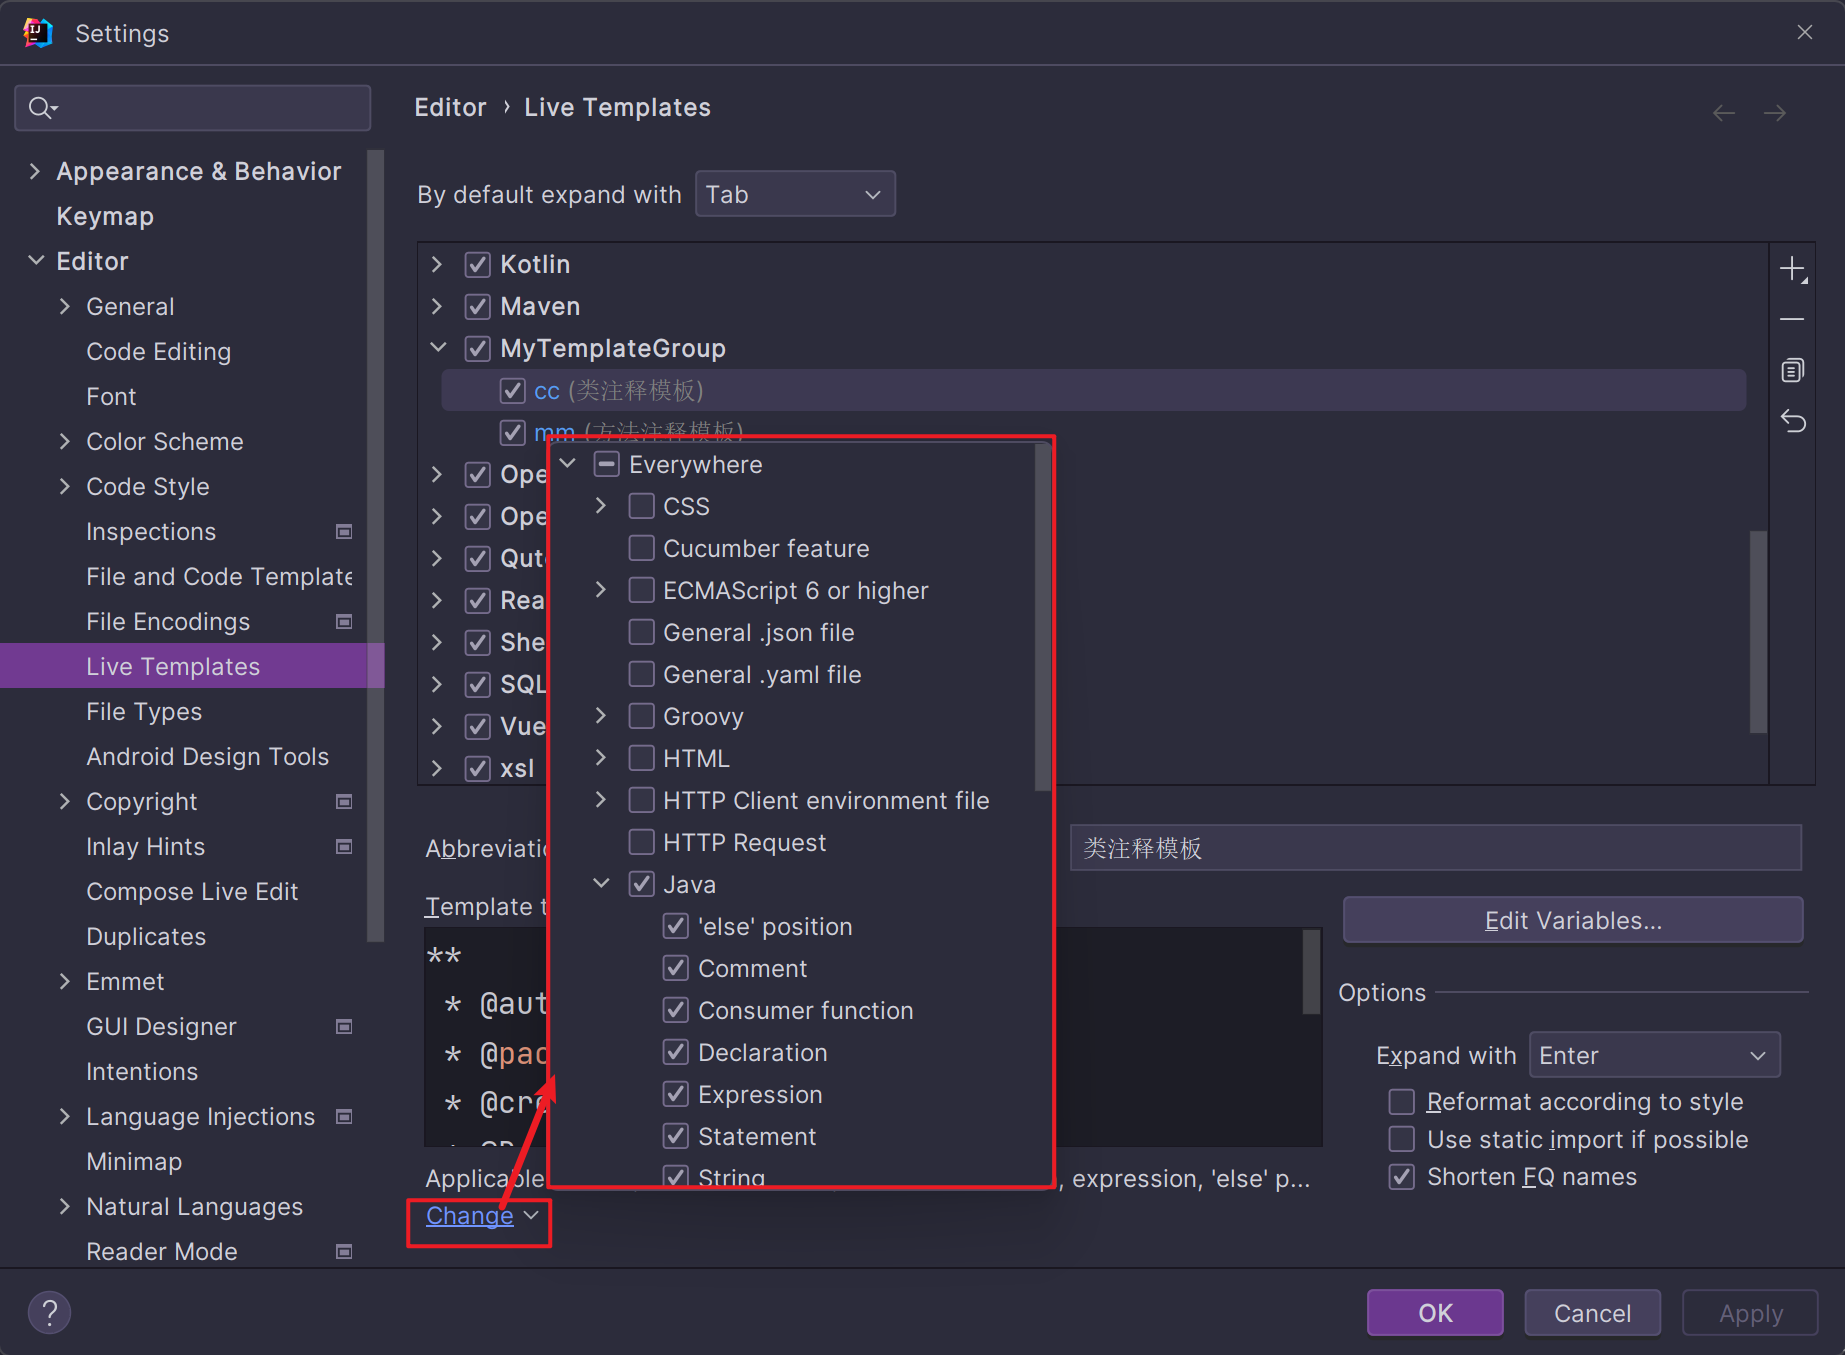 Settings
Appearance & Behavior
Keymap
Editor
General
Code Editing
Font
Color Scheme
Code Style
Inspections
File and Code Template
File Encodings
Live Templates
File Types
Android Design Tools
Copyright
Inlay Hints
Compose Live Edit
Duplicates
Emmet
GUI Designer
Intentions
Language Injections
Minimap
Natural Languages
Reader Mode
Editor › Live Templates
By default expand with Tab
Kotlin
Maven
MyTemplateGroup
cc (类注释模板)
mm (方法注释模板)
Ope
Ope
Qut
Rea
She
SQL
Vue
xsl
Everywhere
CSS
Cucumber feature
ECMAScript 6 or higher
General .json file
General .yaml file
Groovy
HTML
HTTP Client environment file
HTTP Request
Java
'else' position
Comment
Consumer function
Declaration
Expression
Statement
String
Abbreviatio
类注释模板
Template t
**
* @aut
* @pac
* @cre
Edit Variables...
Options
Expand with Enter
Reformat according to style
Use static import if possible
Shorten FQ names
Applicable , expression, 'else' p...
Change
? OK Cancel Apply